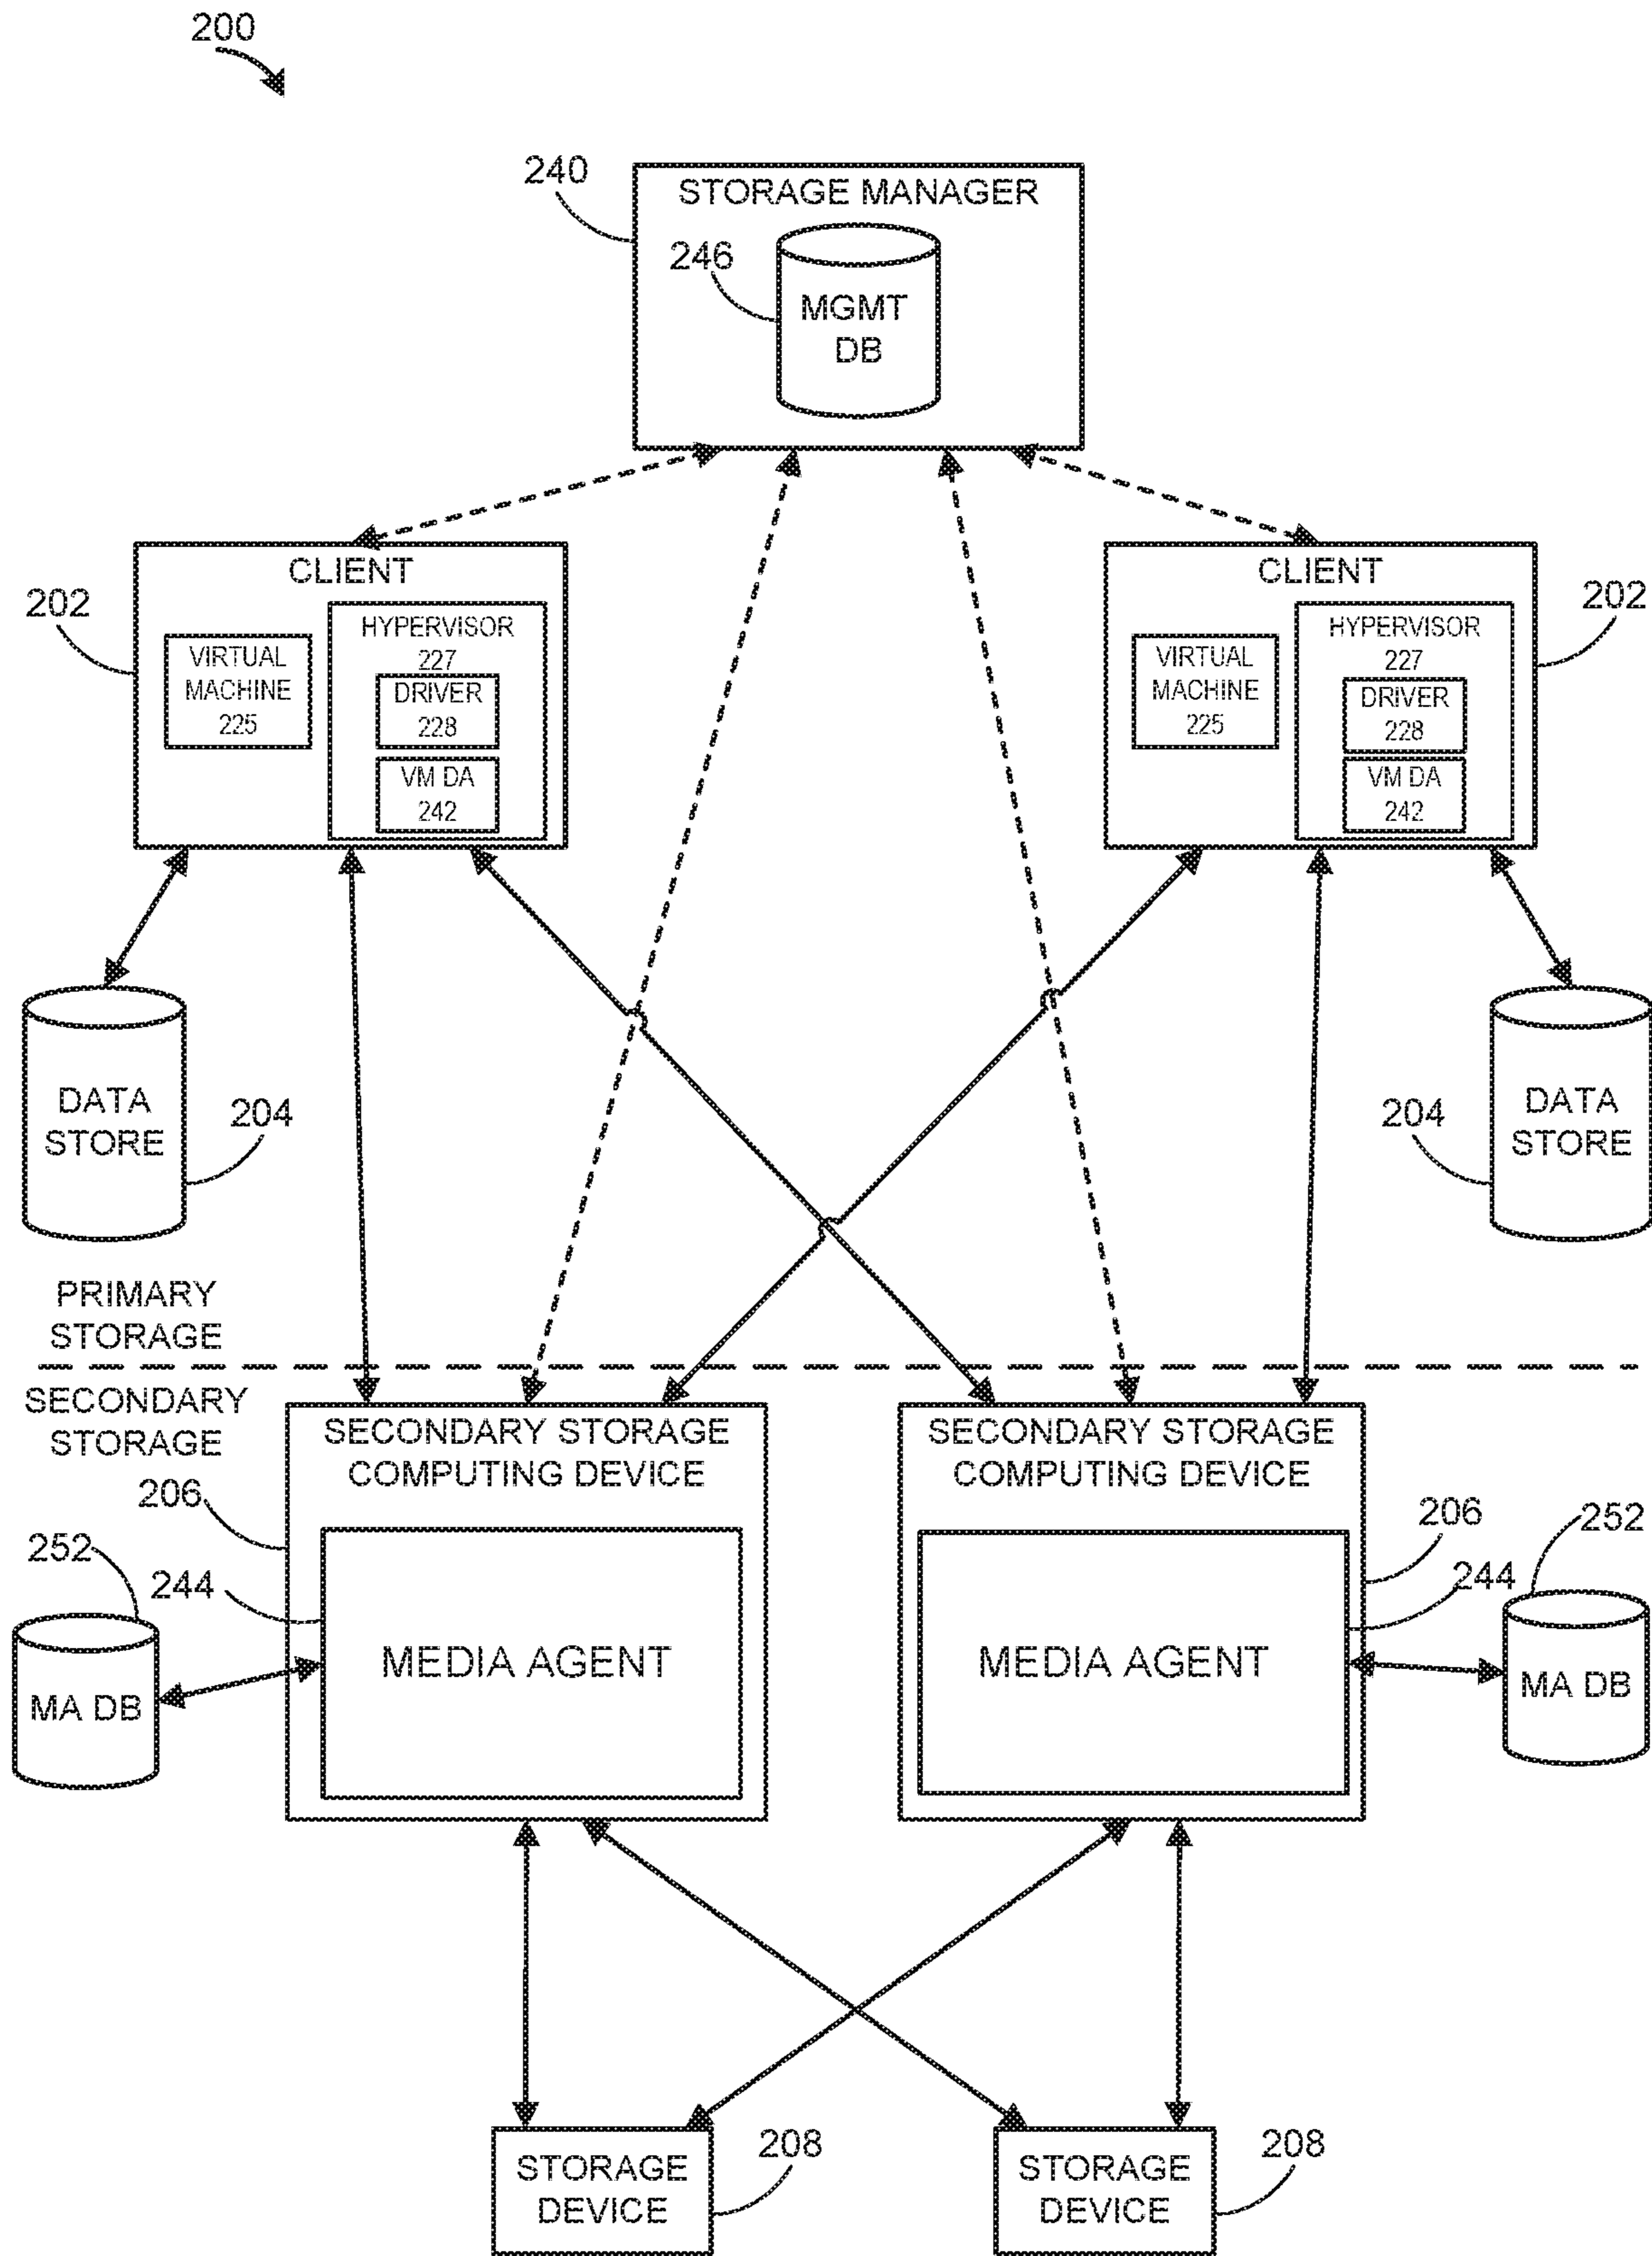 200
240
STORAGE MANAGER
246
MGMT
DB
CLIENT
202
VIRTUAL
MACHINE
225
HYPERVISOR
227
DRIVER
228
VM DA
242
CLIENT
202
VIRTUAL
MACHINE
225
HYPERVISOR
227
DRIVER
228
VM DA
242
DATA
STORE
204
204
DATA
STORE
PRIMARY
STORAGE
SECONDARY
STORAGE
SECONDARY STORAGE
COMPUTING DEVICE
206
252
244
MEDIA AGENT
MA DB
SECONDARY STORAGE
COMPUTING DEVICE
206
252
244
MEDIA AGENT
MA DB
STORAGE
DEVICE
208
STORAGE
DEVICE
208